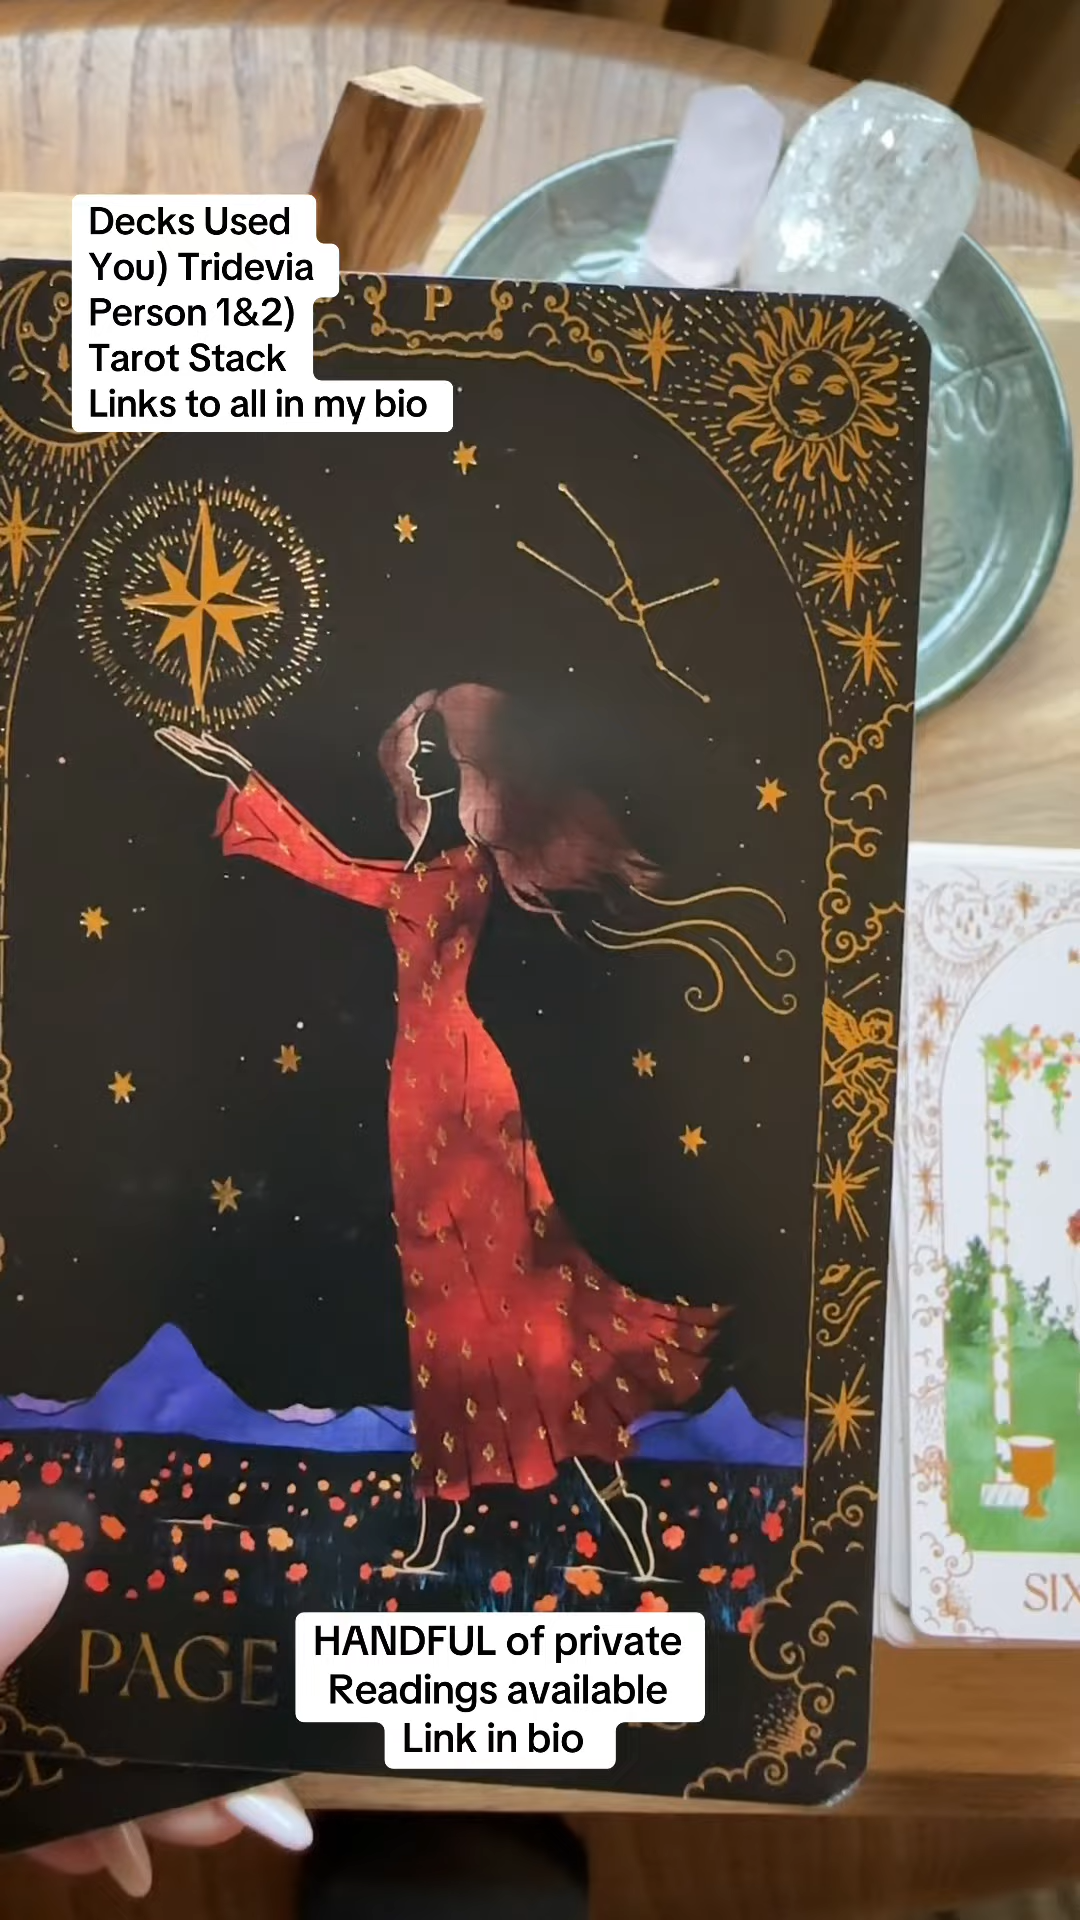 Decks Used
You) Tridevia
Person 1&2)
Tarot Stack
Links to all in my bio
P
SIX
PAGE
HANDFUL of private
Readings available
Link in bio